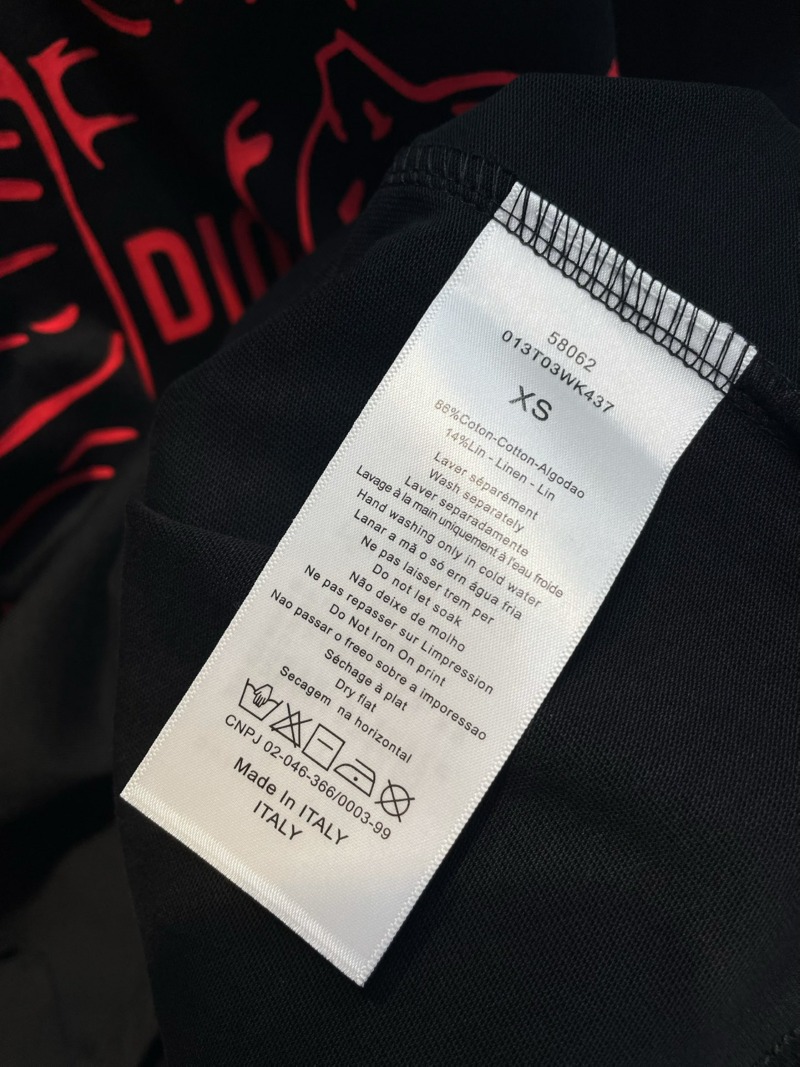 DIO
58062
013T03WK437
XS
86%Coton-Cotton-Algodao
14%Lin - Linen - Lin
Laver séparément
Wash separately
Laver separadamente
Lavage à la main uniquement à l'eau froide
Hand washing only in cold water
Lanar a mã o só ern água fria
Ne pas laisser trem per
Do not let soak
Não deixe de molho
Ne pas repasser sur Limpression
Do Not Iron On print
Nao passar o freeo sobre a imporessao
Séchage à plat
Dry flat
Secagem na horizontal
CNPJ 02-046-366/0003-99
Made In ITALY
ITALY